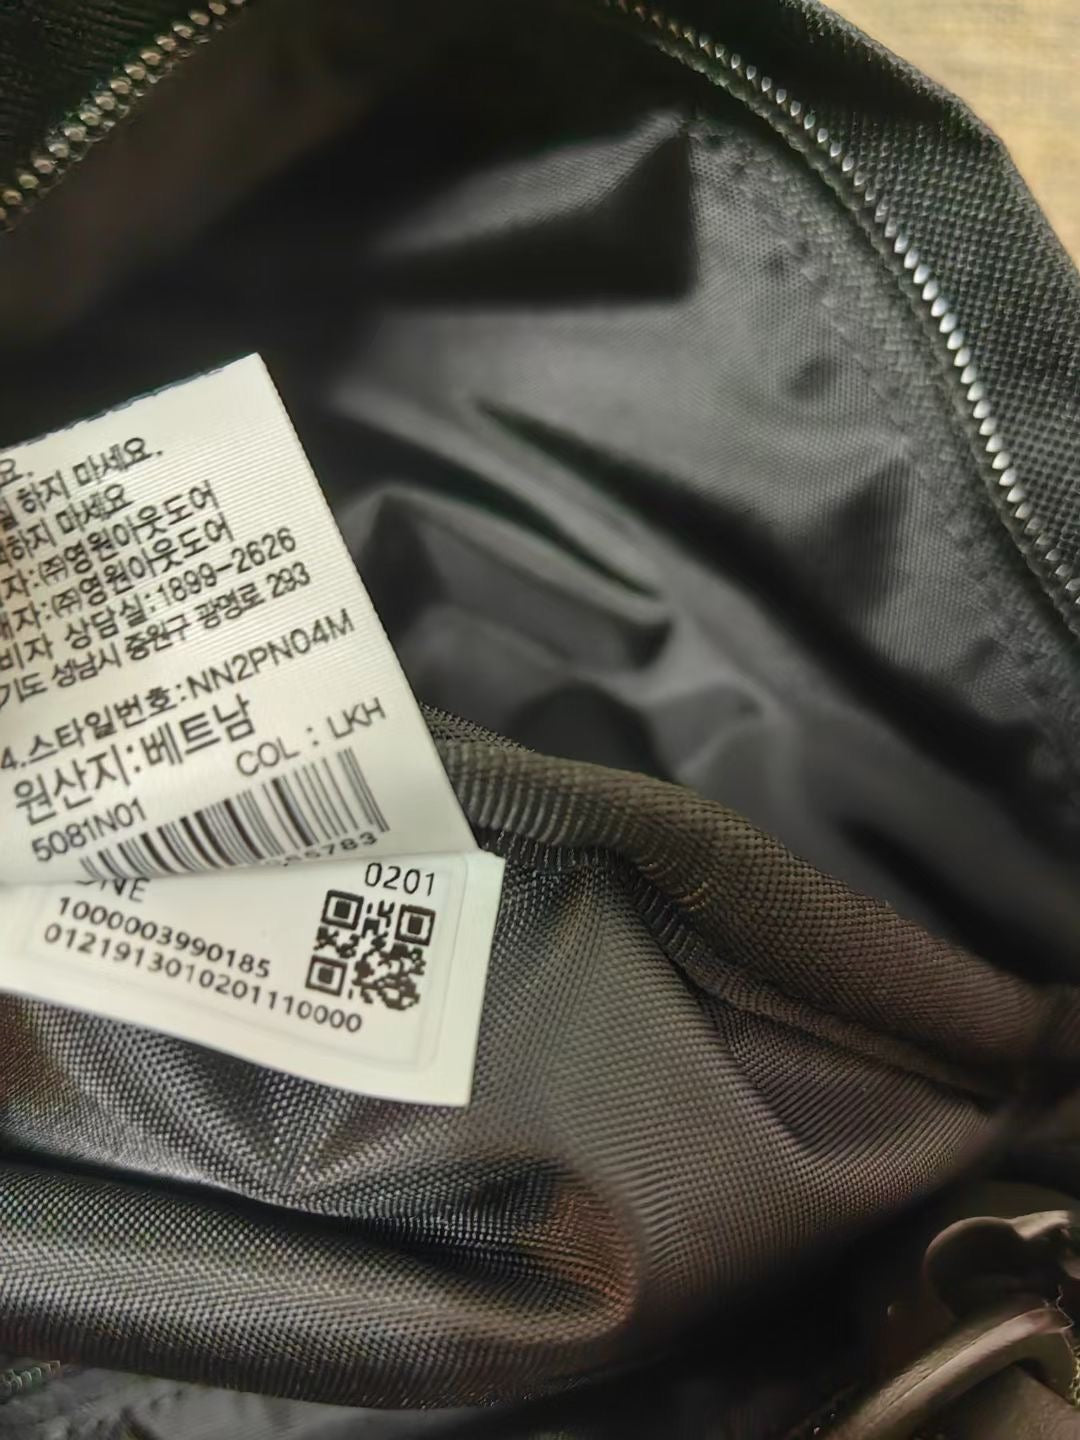 요.
하지 마세요.
하지 마세요
자:㈜영원아웃도어
자:㈜영원아웃도어
비자 상담실:1899-2626
기도 성남시 중원구 광명로 293
4.스타일번호:NN2PN04M
원산지:베트남
COL : LKH
5081N01
5783
0201
1000003990185
01219130102011110000